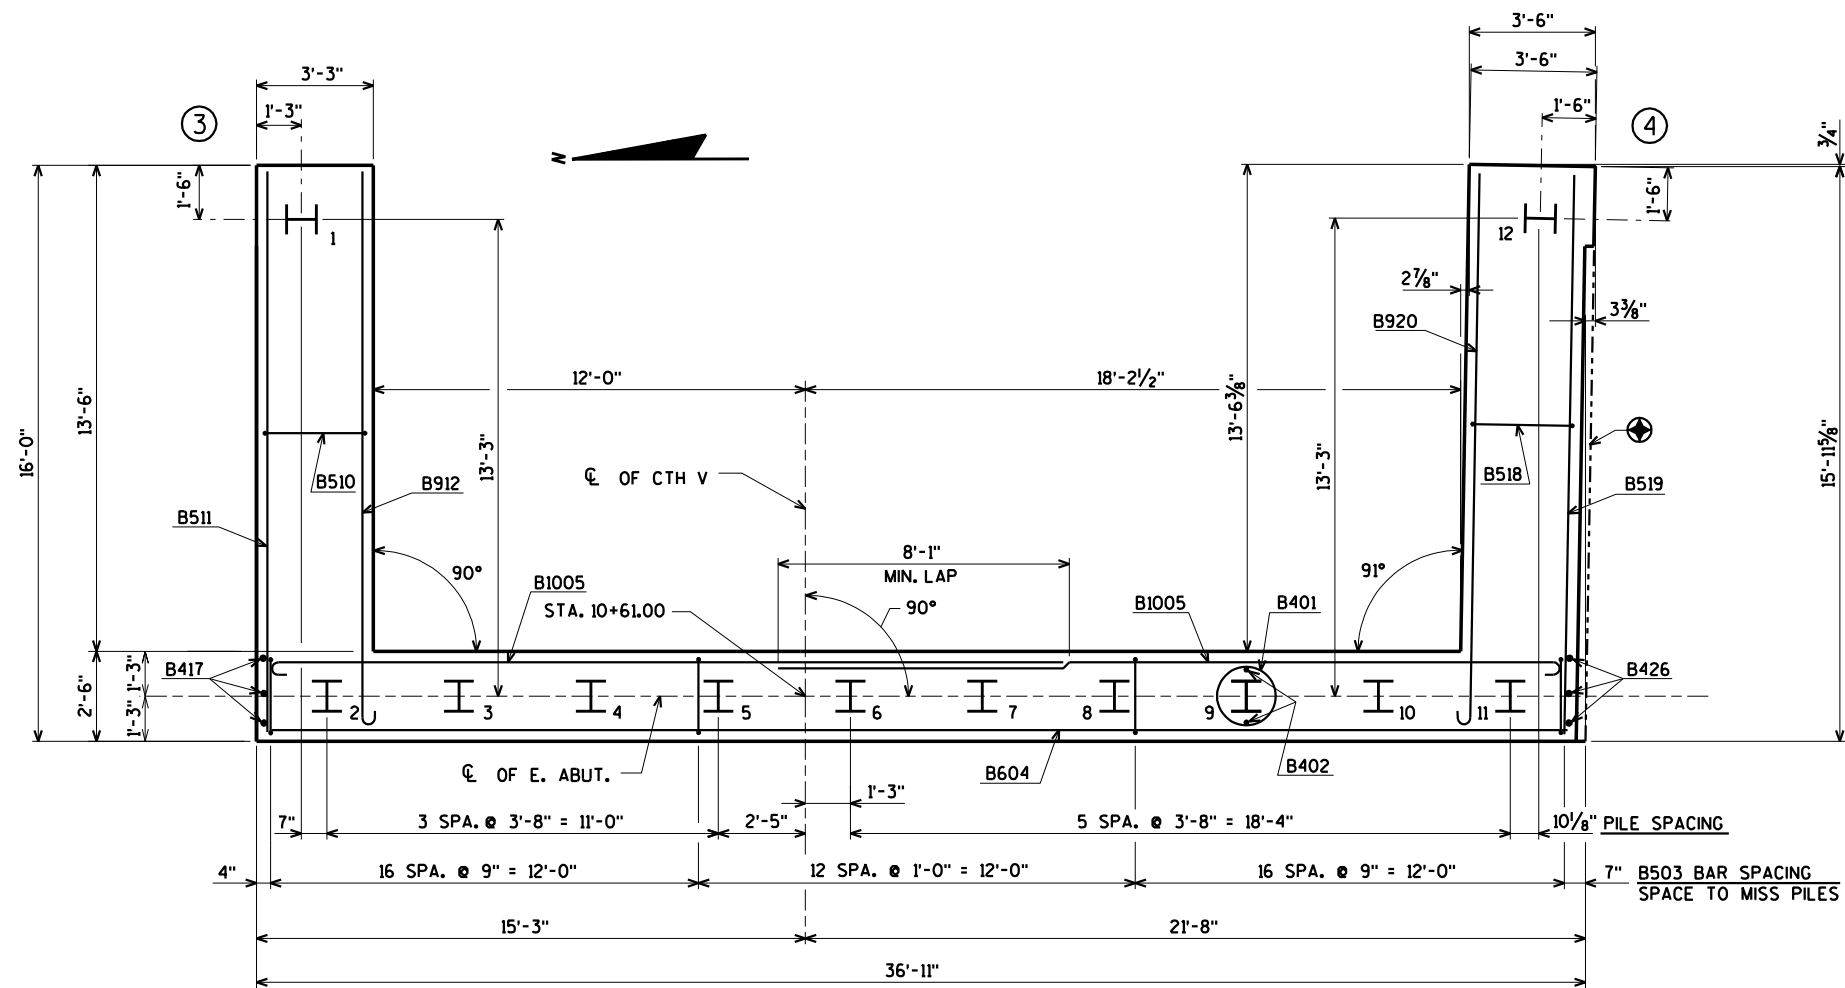 3'-6"
3'-6"
3'-3"
1'-3"
1'-6"
3
4
N
3/4"
1'-6"
1'-6"
1
12
2 7/8"
3 3/8"
B920
12'-0"
18'-2 1/2"
16'-0"
13'-6"
13'-3"
13'-6 3/8"
13'-3"
15'-11 5/8"
℄ OF CTH V
B510
B912
B518
B519
B511
8'-1"
MIN. LAP
90°
90°
91°
B1005
STA. 10+61.00
B1005
B401
B417
B426
2'-6"
1'-3"
1'-3"
2
3
4
5
6
7
8
9
10
11
℄ OF E. ABUT.
B604
B402
1'-3"
7"
3 SPA. @ 3'-8" = 11'-0"
2'-5"
5 SPA. @ 3'-8" = 18'-4"
10 1/8"
PILE SPACING
4"
16 SPA. @ 9" = 12'-0"
12 SPA. @ 1'-0" = 12'-0"
16 SPA. @ 9" = 12'-0"
7"
B503 BAR SPACING
SPACE TO MISS PILES
15'-3"
21'-8"
36'-11"